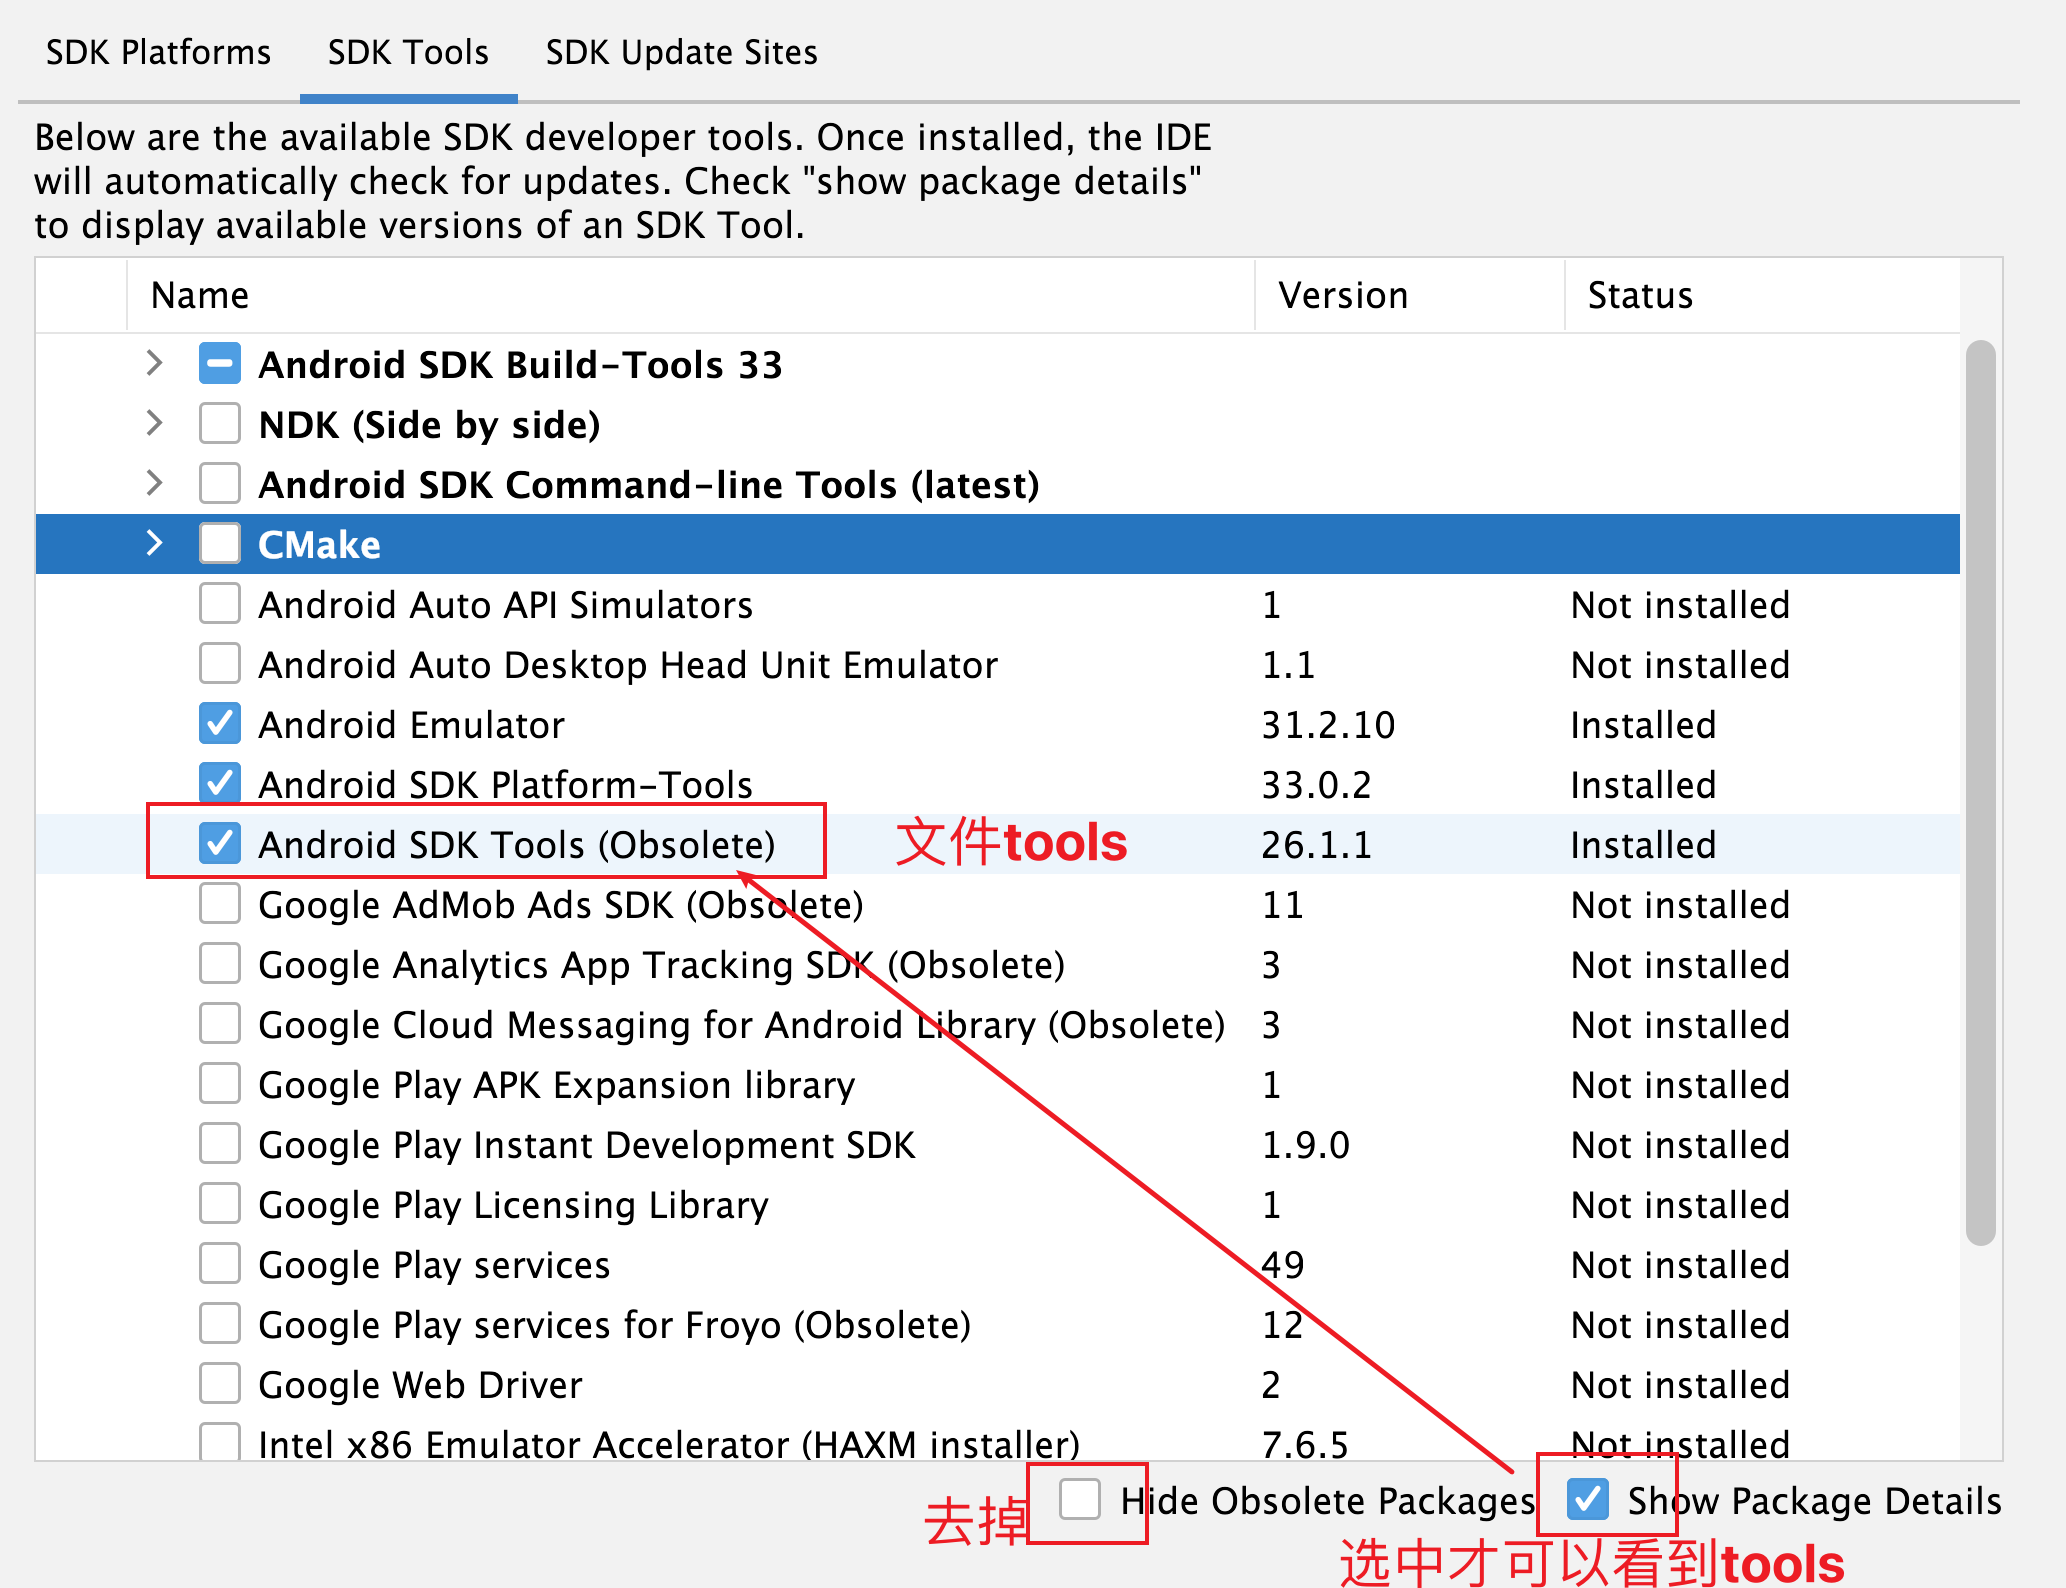 SDK Platforms SDK Tools SDK Update Sites
Below are the available SDK developer tools. Once installed, the IDE
will automatically check for updates. Check "show package details"
to display available versions of an SDK Tool.
Name Version Status
Android SDK Build-Tools 33
NDK (Side by side)
Android SDK Command-line Tools (latest)
CMake
Android Auto API Simulators 1 Not installed
Android Auto Desktop Head Unit Emulator 1.1 Not installed
Android Emulator 31.2.10 Installed
Android SDK Platform-Tools 33.0.2 Installed
Android SDK Tools (Obsolete) 文件tools 26.1.1 Installed
Google AdMob Ads SDK (Obsolete) 11 Not installed
Google Analytics App Tracking SDK (Obsolete) 3 Not installed
Google Cloud Messaging for Android Library (Obsolete) 3 Not installed
Google Play APK Expansion library 1 Not installed
Google Play Instant Development SDK 1.9.0 Not installed
Google Play Licensing Library 1 Not installed
Google Play services 49 Not installed
Google Play services for Froyo (Obsolete) 12 Not installed
Google Web Driver 2 Not installed
Intel x86 Emulator Accelerator (HAXM installer) 7.6.5 Not installed
去掉 Hide Obsolete Packages Show Package Details
选中才可以看到tools